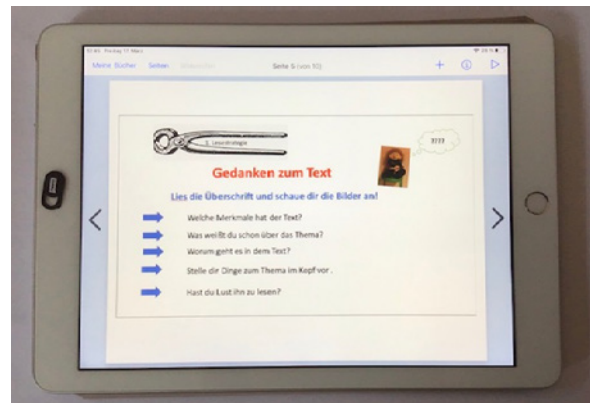 Meine Bücher Seiten
Seite 5 (von 10)
1. Lesestrategie
????
Gedanken zum Text
Lies die Überschrift und schaue dir die Bilder an!
Welche Merkmale hat der Text?
Was weißt du schon über das Thema?
Worum geht es in dem Text?
Stelle dir Dinge zum Thema im Kopf vor .
Hast du Lust ihn zu lesen?